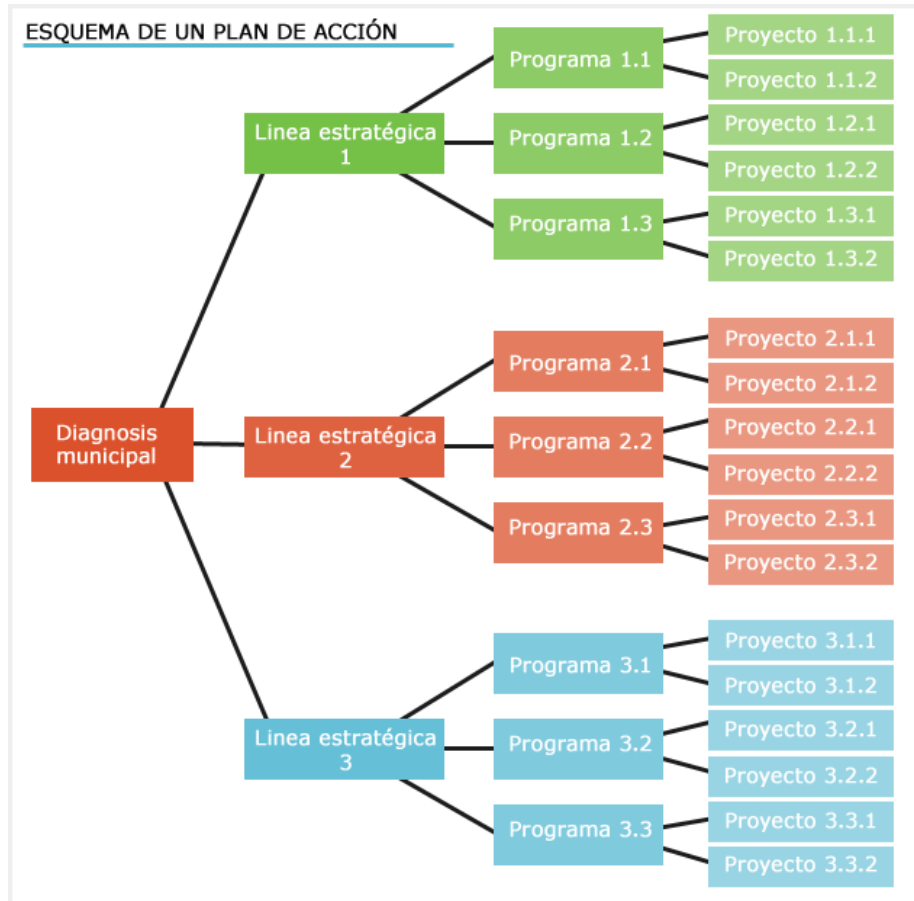 ESQUEMA DE UN PLAN DE ACCIÓN
Diagnosis
municipal
Linea estratégica
1
Programa 1.1
Proyecto 1.1.1
Proyecto 1.1.2
Programa 1.2
Proyecto 1.2.1
Proyecto 1.2.2
Programa 1.3
Proyecto 1.3.1
Proyecto 1.3.2
Linea estratégica
2
Programa 2.1
Proyecto 2.1.1
Proyecto 2.1.2
Programa 2.2
Proyecto 2.2.1
Proyecto 2.2.2
Programa 2.3
Proyecto 2.3.1
Proyecto 2.3.2
Linea estratégica
3
Programa 3.1
Proyecto 3.1.1
Proyecto 3.1.2
Programa 3.2
Proyecto 3.2.1
Proyecto 3.2.2
Programa 3.3
Proyecto 3.3.1
Proyecto 3.3.2